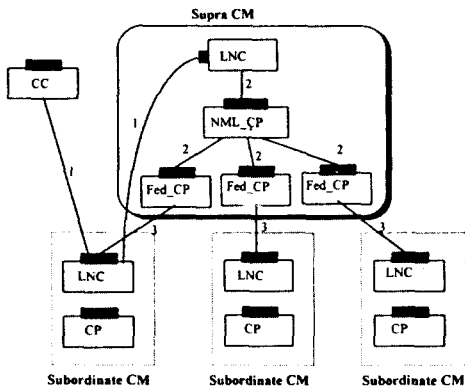 Supra CM
LNC
CC
2
1
NML_CP
1
2
2
2
Fed_CP
Fed_CP
Fed_CP
3
3
3
LNC
LNC
LNC
CP
CP
CP
Subordinate CM
Subordinate CM
Subordinate CM